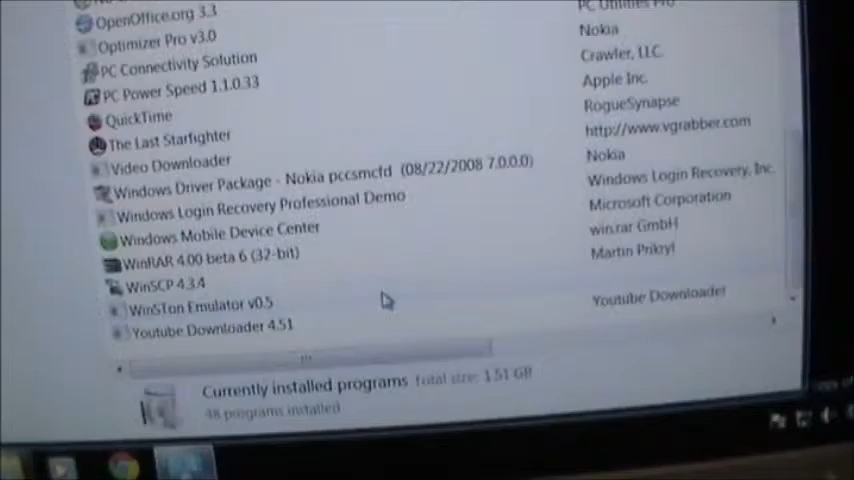 OpenOffice.org 3.3
Optimizer Pro v3.0
PC Utilities Pro
PC Connectivity Solution
Nokia
PC Power Speed 1.1.0.33
Crawler, LLC.
QuickTime
Apple Inc.
The Last Starfighter
RogueSynapse
Video Downloader
http://www.vgrabber.com
Windows Driver Package - Nokia pccsmcfd (08/22/2008 7.0.0.0)
Nokia
Windows Login Recovery Professional Demo
Windows Login Recovery, Inc.
Windows Mobile Device Center
Microsoft Corporation
WinRAR 4.00 beta 6 (32-bit)
win.rar GmbH
WinSCP 4.3.4
Martin Prikryl
WinSTon Emulator v0.5
Youtube Downloader 4.51
Youtube Downloader
Currently installed programs Total size: 1.51 GB
48 programs installed